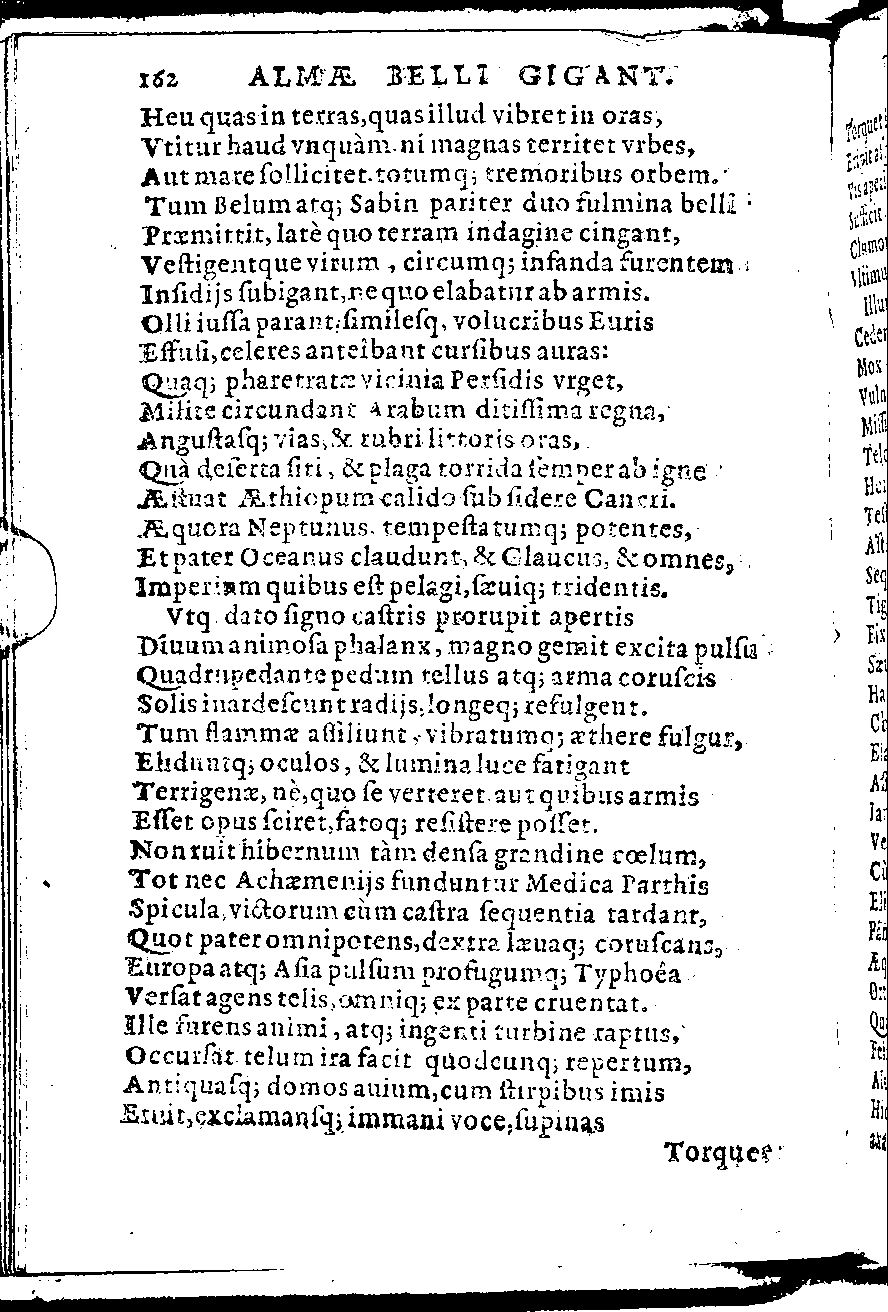 162 ALMÆ BELLI GIGANT.
Heu quas in terras, quas illud vibret in oras,
Vtitur haud vnquàm. ni magnas territet vrbes,
Aut mare ſollicitet. totumq; tremoribus orbem.
Tum Belum atq; Sabin pariter duo fulmina belli
Præmittit, latè quo terram indagine cingant,
Veſtigentque virum, circumq; infanda furentem
Inſidijs ſubigant, ne quo elabatur ab armis.
Olli iuſſa parant: ſimileſq, volucribus Euris
Effuſi, celeres anteibant curſibus auras:
Quaq; pharetratæ vicinia Perſidis vrget,
Milite circundant Arabum ditiſſima regna,
Anguſtaſq; vias, & rubri littoris oras,
Quà deſerta ſiti, & plaga torrida ſemper ab igne
Æſtuat Æthiopum calido ſub ſidere Cancri.
Æquora Neptunus. tempeſtatumq; potentes,
Et pater Oceanus claudunt, & Glaucus, & omnes,
Imperium quibus eſt pelagi, ſæuiq; tridentis.
Vtq dato ſigno caſtris prorupit apertis
Diuum animoſa phalanx, magno gemit excita pulſu
Quadrupedante pedum tellus atq; arma coruſcis
Solis inardeſcunt radijs, longeq; refulgent.
Tum flammæ aſſiliunt, vibratumq; æthere fulgur,
Eliduntq; oculos, & lumina luce fatigant
Terrigenæ, nè, quo ſe verteret. aut quibus armis
Eſſet opus ſciret, fatoq; reſiſtere poſſet.
Non ruit hibernum tàm denſa grandine cœlum,
Tot nec Achæmenijs funduntur Medica Parthis
Spicula, victorum cùm caſtra ſequentia tardant,
Quot pater omnipotens, dextra læuaq; coruſcans,
Europa atq; Aſia pulſum profugumq; Typhoéa
Verſat agens telis, omniq; ex parte cruentat.
Ille furens animi, atq; ingenti turbine raptus,
Occurſat. telum ira facit quodcunq; repertum,
Antiquaſq; domos auium, cum ſtirpibus imis
Eruit, exclamanſq; immani voce, ſupinas
Torquet